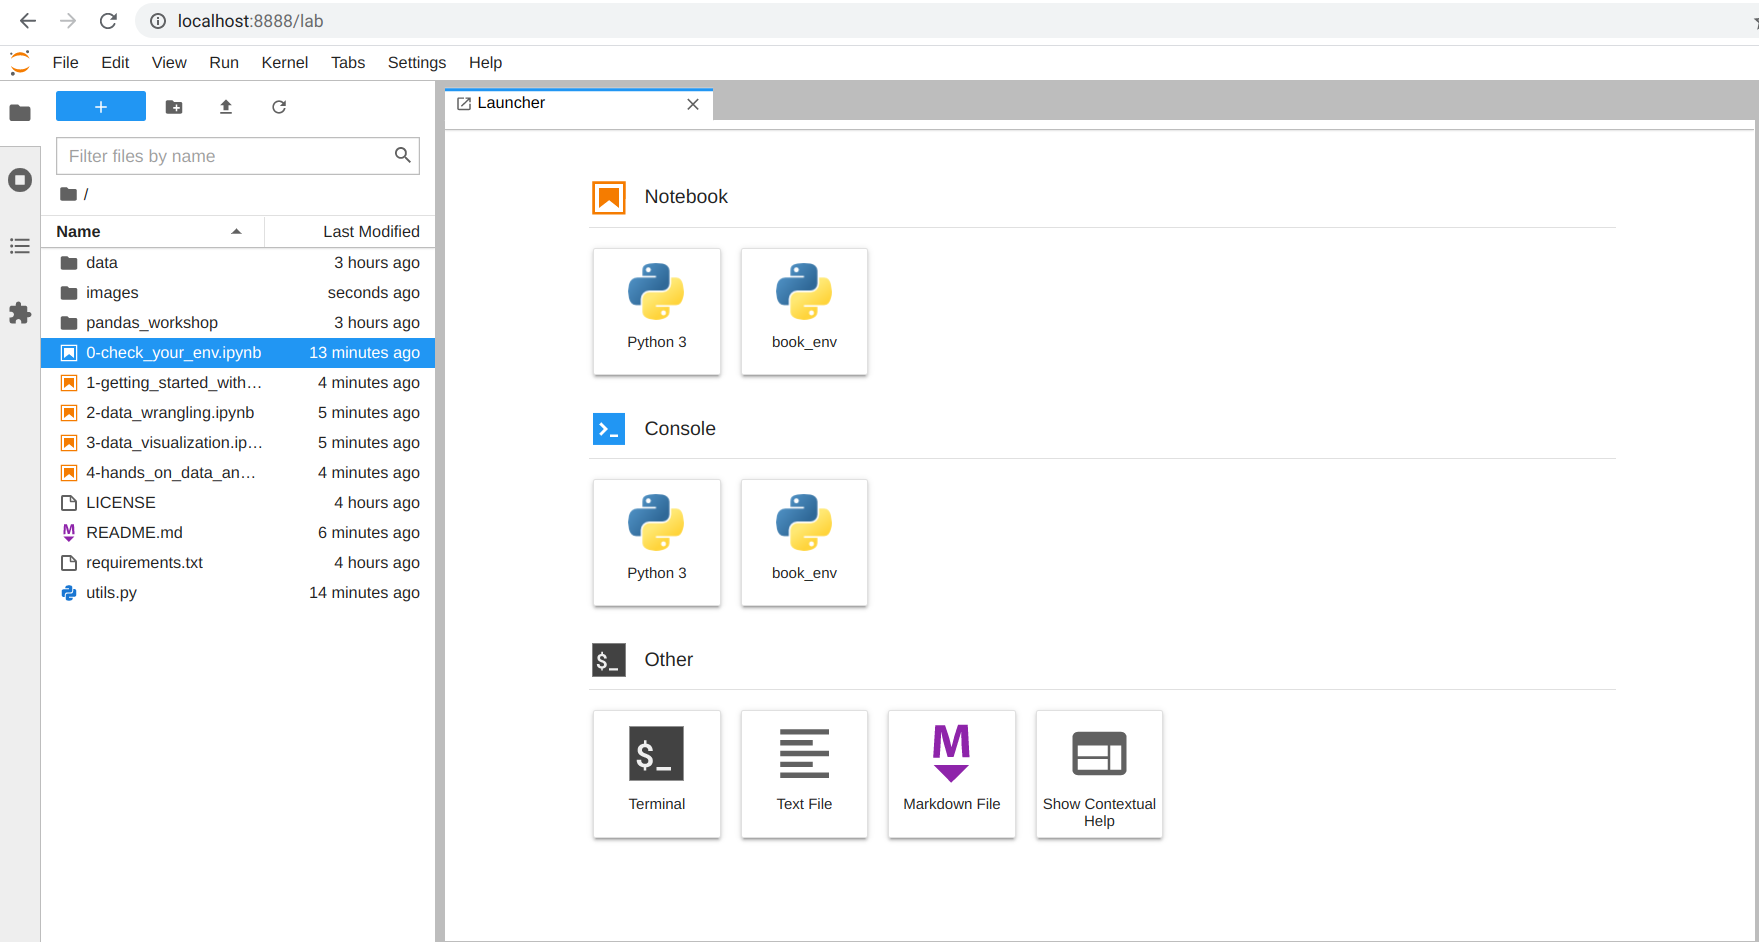 localhost:8888/lab
File Edit View Run Kernel Tabs Settings Help
+
Launcher
Filter files by name
/
Name Last Modified
data 3 hours ago
images seconds ago
pandas_workshop 3 hours ago
0-check_your_env.ipynb 13 minutes ago
1-getting_started_with… 4 minutes ago
2-data_wrangling.ipynb 5 minutes ago
3-data_visualization.ip… 5 minutes ago
4-hands_on_data_an… 4 minutes ago
LICENSE 4 hours ago
README.md 6 minutes ago
requirements.txt 4 hours ago
utils.py 14 minutes ago
Notebook
Python 3 book_env
Console
Python 3 book_env
$_ Other
$_ M
Terminal Text File Markdown File Show Contextual
Help